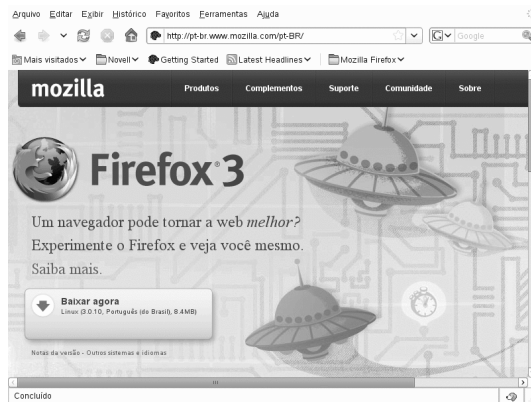 Arquivo Editar Exibir Histórico Favoritos Ferramentas Ajuda
http://pt-br.www.mozilla.com/pt-BR/
G Google
Mais visitados Novell Getting Started Latest Headlines Mozilla Firefox
mozilla Produtos Complementos Suporte Comunidade Sobre
Firefox® 3
Um navegador pode tornar a web melhor?
Experimente o Firefox e veja você mesmo.
Saiba mais.
Baixar agora
Linux (3.0.10, Português (do Brasil), 8.4MB)
Notas da versão - Outros sistemas e idiomas
Concluído